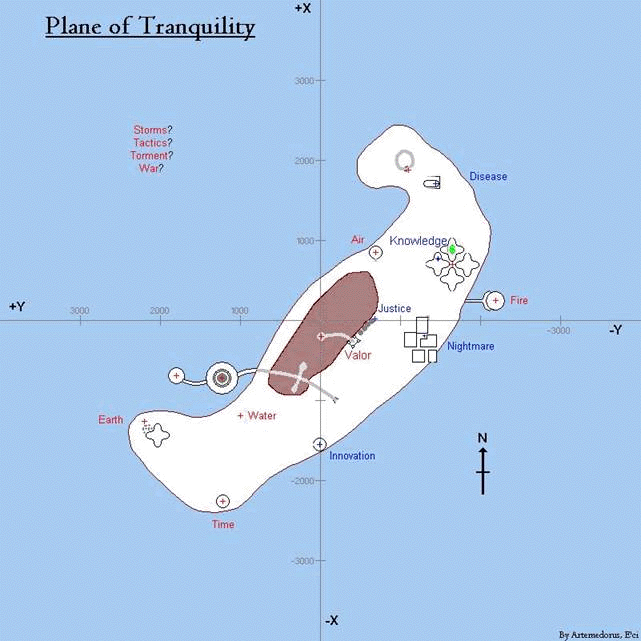 Plane of Tranquility
+X
3000
Storms?
Tactics?
Torment?
War?
2000
Disease
1000
Air
Knowledge
Fire
+Y
3000
2000
1000
Justice
-3000
-Y
Valor
Nightmare
Earth
Water
N
Innovation
-2000
Time
-3000
-X
By Artemedorus, E'ci